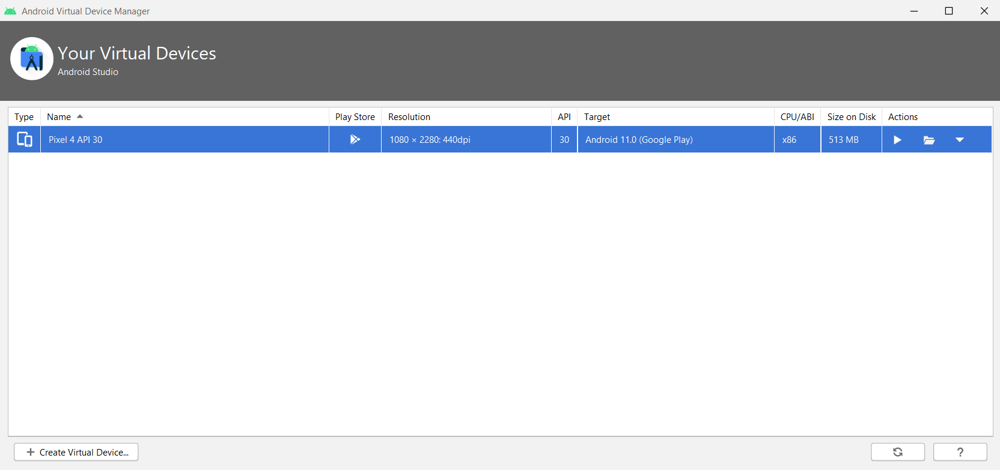 Android Virtual Device Manager
Your Virtual Devices
Android Studio
Type Name Play Store Resolution API Target CPU/ABI Size on Disk Actions
Pixel 4 API 30 1080 × 2280: 440dpi 30 Android 11.0 (Google Play) x86 513 MB
+ Create Virtual Device... ?